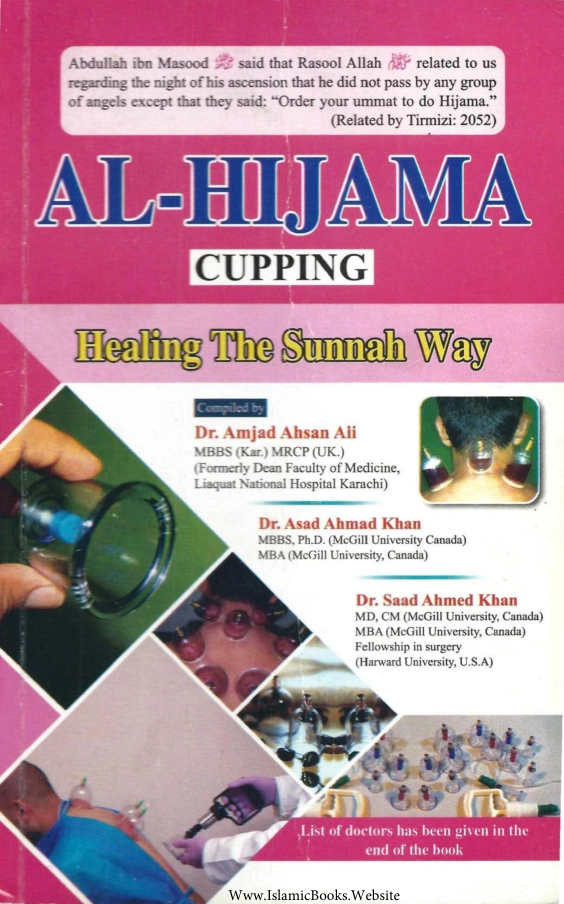 Abdullah ibn Masood ؓ said that Rasool Allah ﷺ related to us
regarding the night of his ascension that he did not pass by any group
of angels except that they said: “Order your ummat to do Hijama.”
(Related by Tirmizi: 2052)
AL-HIJAMA
CUPPING
Healing The Sunnah Way
Compiled by
Dr. Amjad Ahsan Ali
MBBS (Kar.) MRCP (UK.)
(Formerly Dean Faculty of Medicine,
Liaquat National Hospital Karachi)
Dr. Asad Ahmad Khan
MBBS, Ph.D. (McGill University Canada)
MBA (McGill University, Canada)
Dr. Saad Ahmed Khan
MD, CM (McGill University, Canada)
MBA (McGill University, Canada)
Fellowship in surgery
(Harward University, U.S.A)
List of doctors has been given in the
end of the book
Www.IslamicBooks.Website